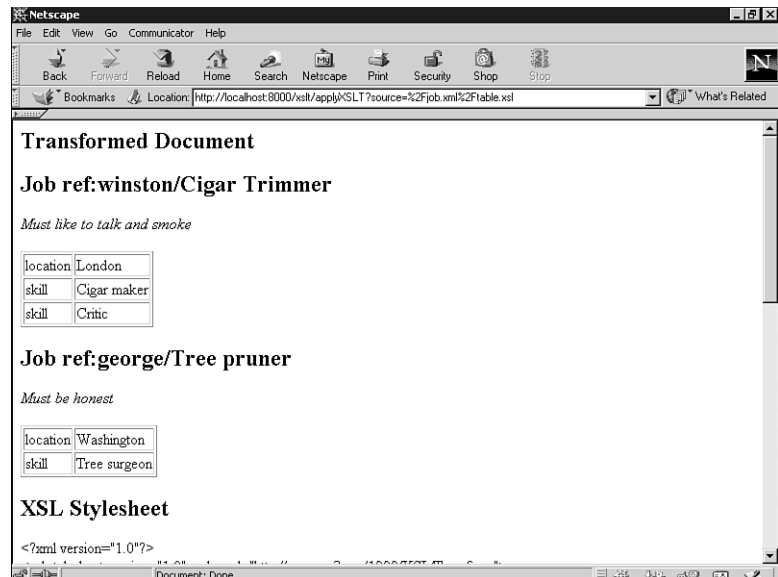 Netscape
File Edit View Go Communicator Help
My
Back Forward Reload Home Search Netscape Print Security Shop Stop
N
Bookmarks Location: http://localhost:8000/xslt/applyXSLT?source=%2Fjob.xml%2Ftable.xsl What's Related
Transformed Document
Job ref:winston/Cigar Trimmer
Must like to talk and smoke
location London
skill Cigar maker
skill Critic
Job ref:george/Tree pruner
Must be honest
location Washington
skill Tree surgeon
XSL Stylesheet
<?xml version="1.0"?>
Document: Done